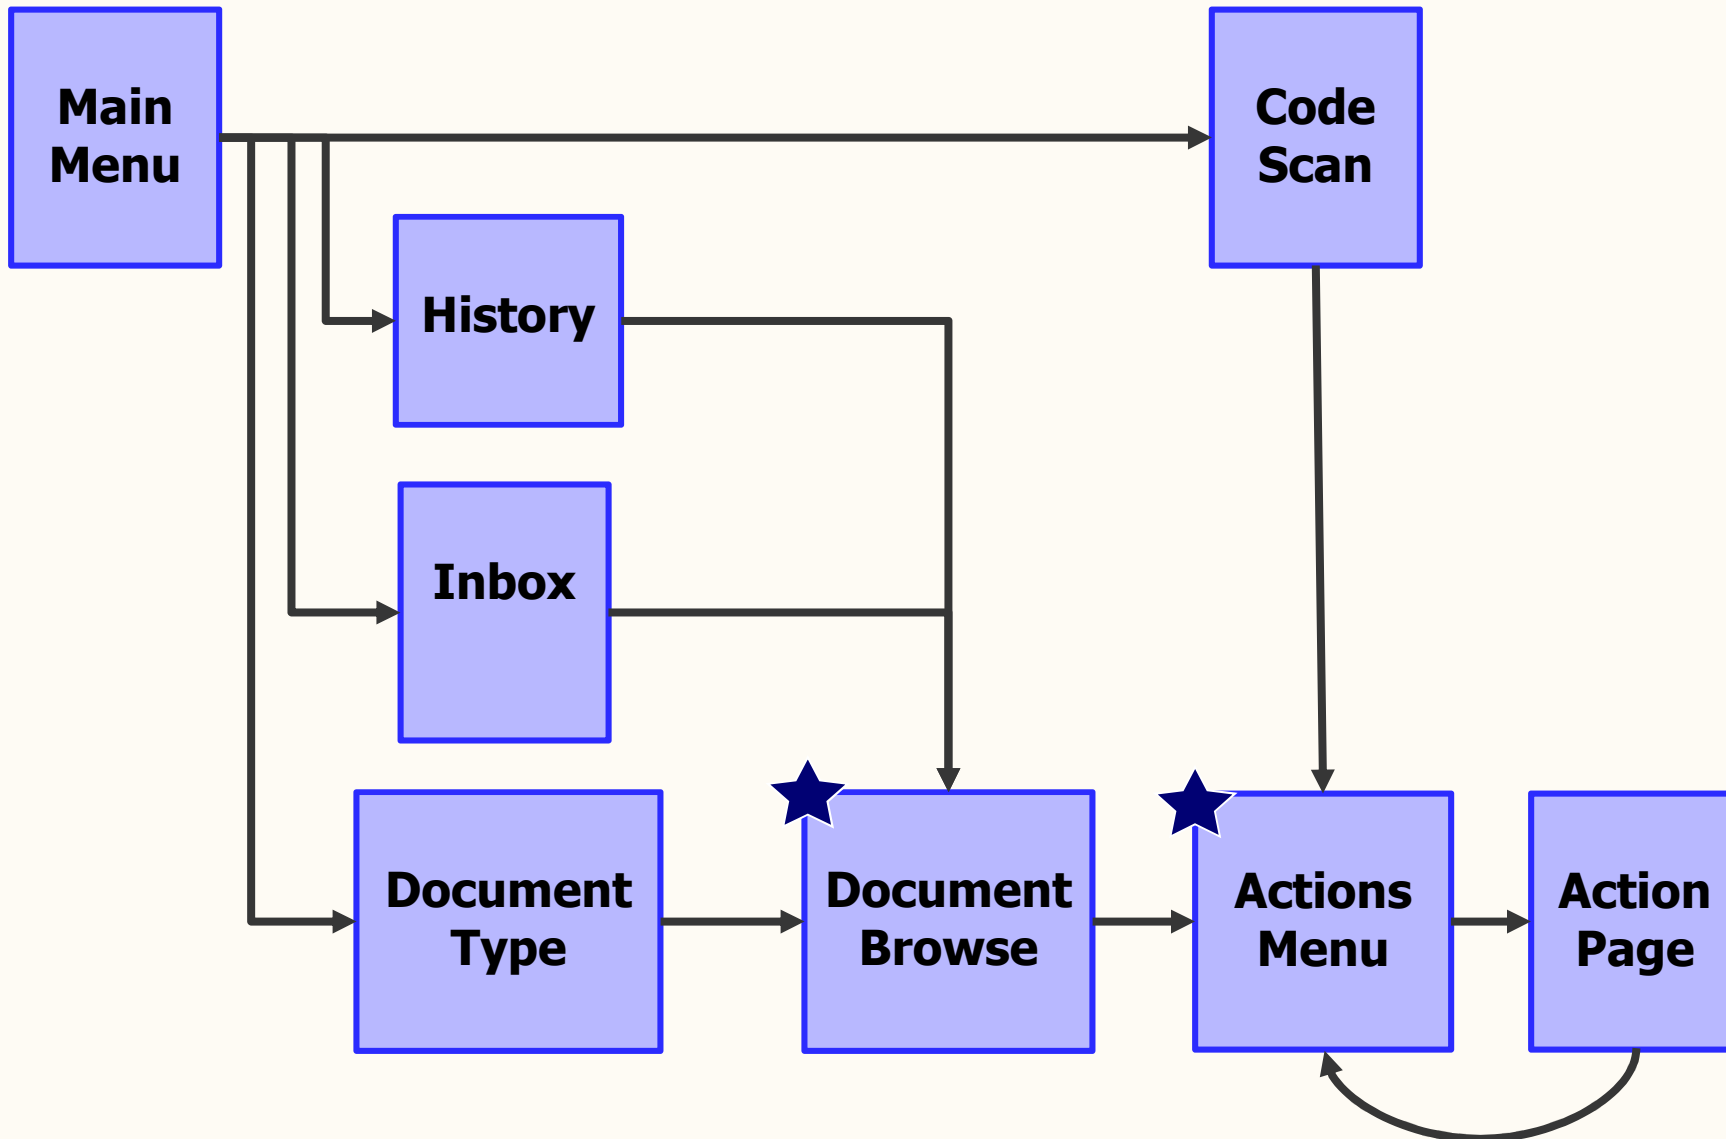 Main
Menu
Code
Scan
History
Inbox
Document
Type
Document
Browse
Actions
Menu
Action
Page